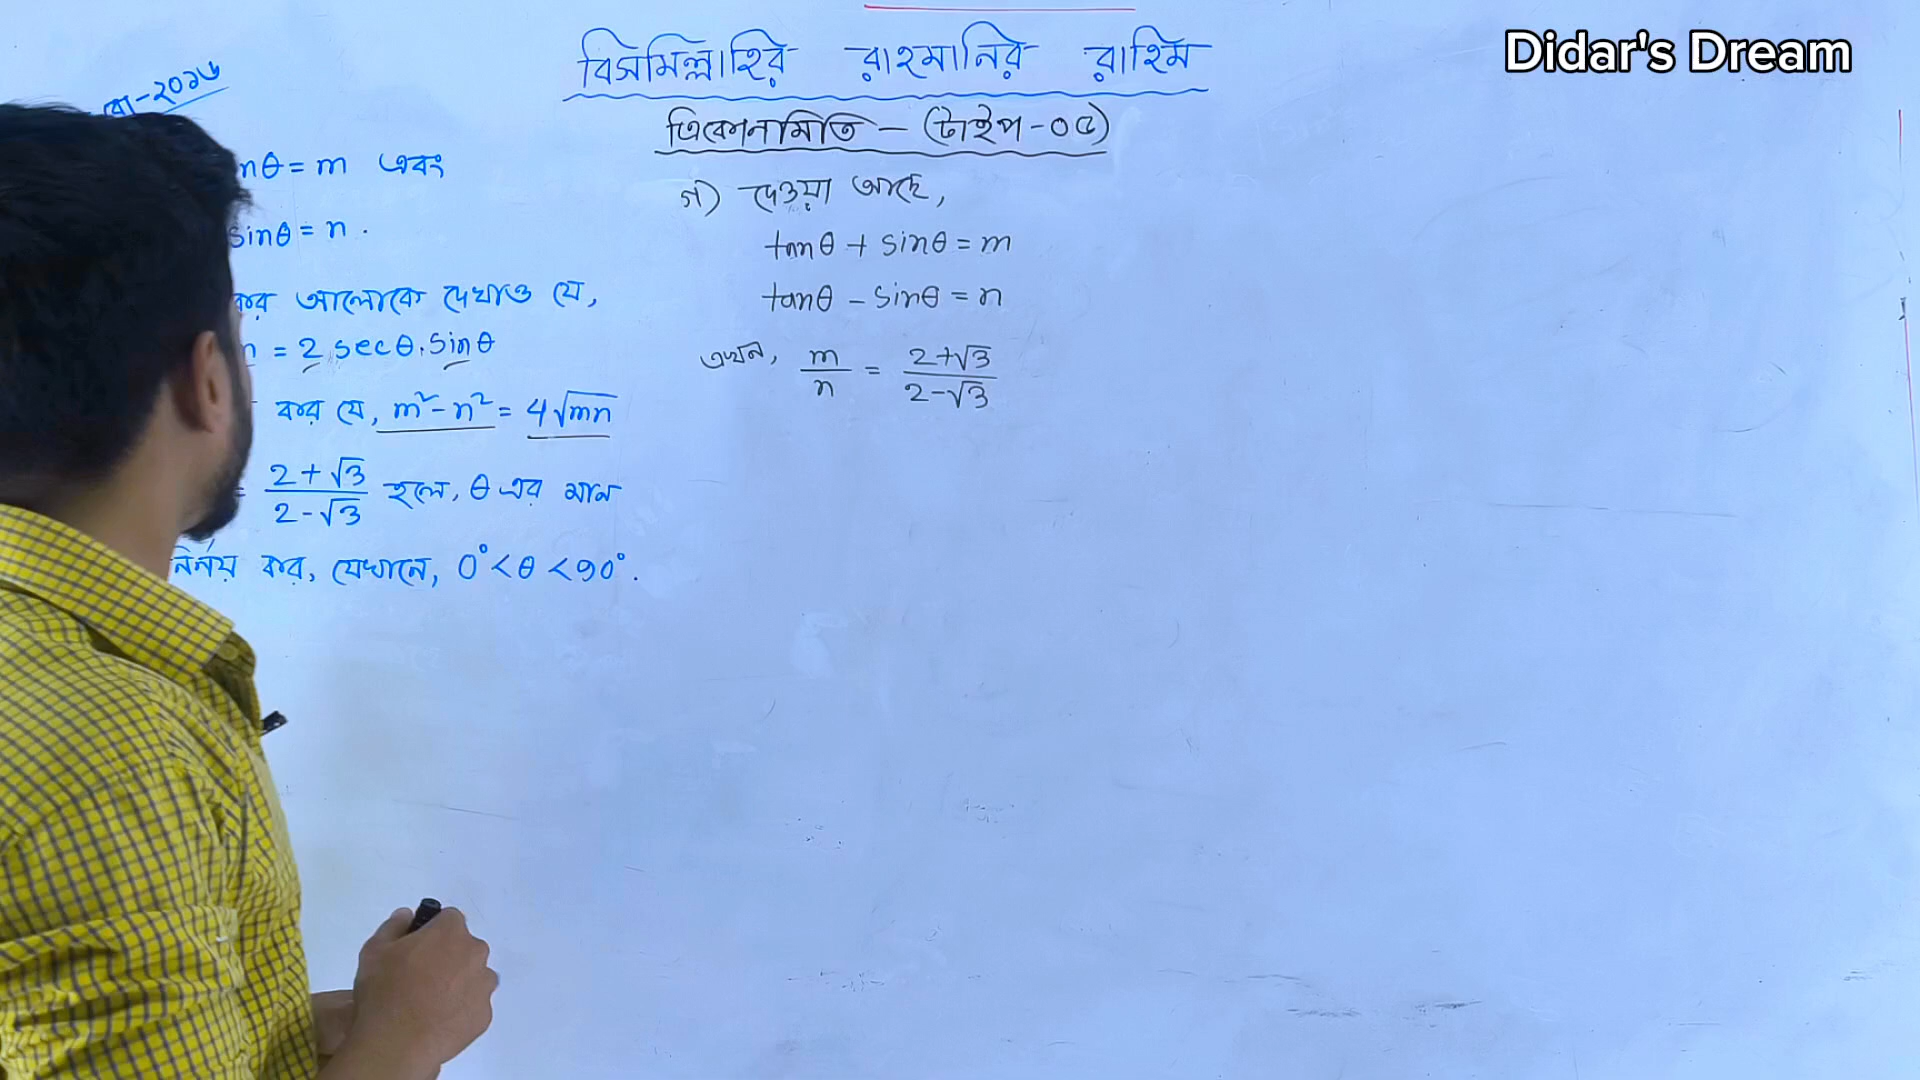 Didar's Dream
বিসমিল্লাহির রাহমানির রাহিম
ত্রিকোনমিতি - (টাইপ-০৫)
বো-২০১৬
nθ = m এবং
sinθ = n .
আলোকে দেখাও যে,
= 2 secθ . sinθ
কর যে, m² - n² = 4√mn
= (2+√3)/(2-√3) হলে, θ এর মান
নির্নয় কর, যেখানে, 0° < θ < 90° .
গ) দেওয়া আছে,
tanθ + sinθ = m
tanθ - sinθ = n
এখন, m/n = (2+√3)/(2-√3)